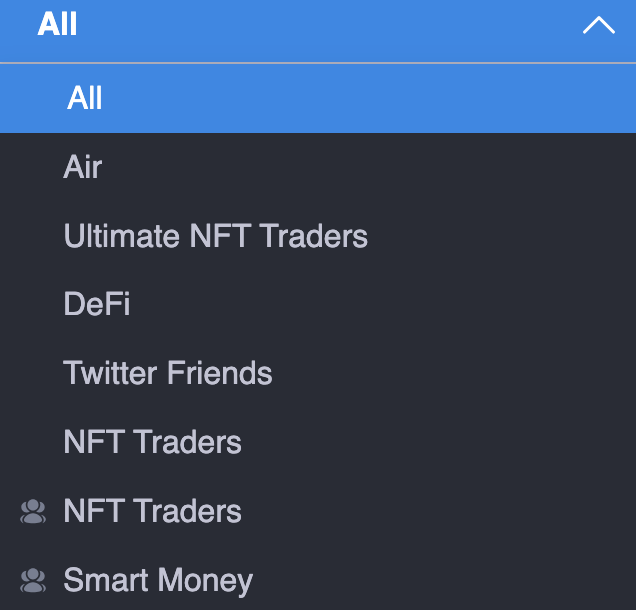 All
All
Air
Ultimate NFT Traders
DeFi
Twitter Friends
NFT Traders
NFT Traders
Smart Money